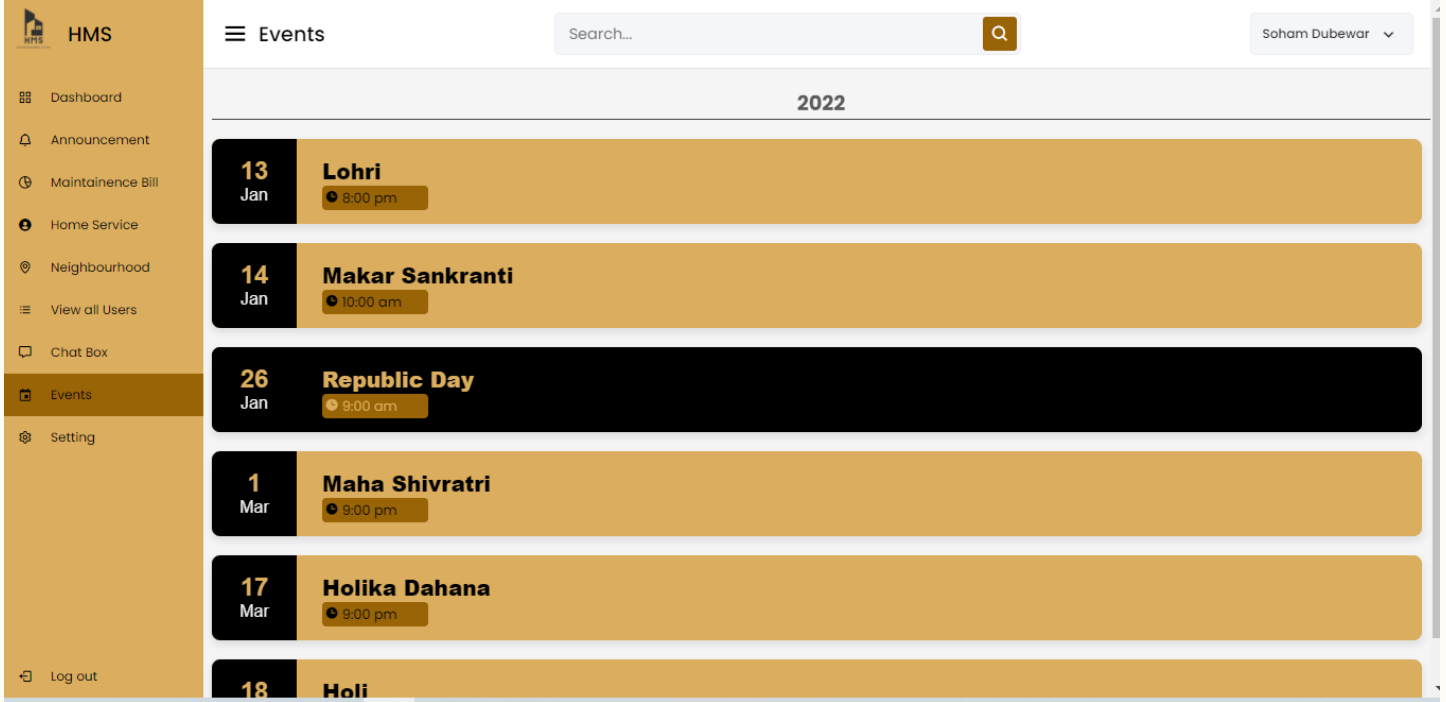 HMS
HMS
Events
Search...
Soham Dubewar
Dashboard
Announcement
Maintainence Bill
Home Service
Neighbourhood
View all Users
Chat Box
Events
Setting
Log out
2022
13
Jan
Lohri
8:00 pm
14
Jan
Makar Sankranti
10:00 am
26
Jan
Republic Day
9:00 am
1
Mar
Maha Shivratri
9:00 pm
17
Mar
Holika Dahana
9:00 pm
18
Holi